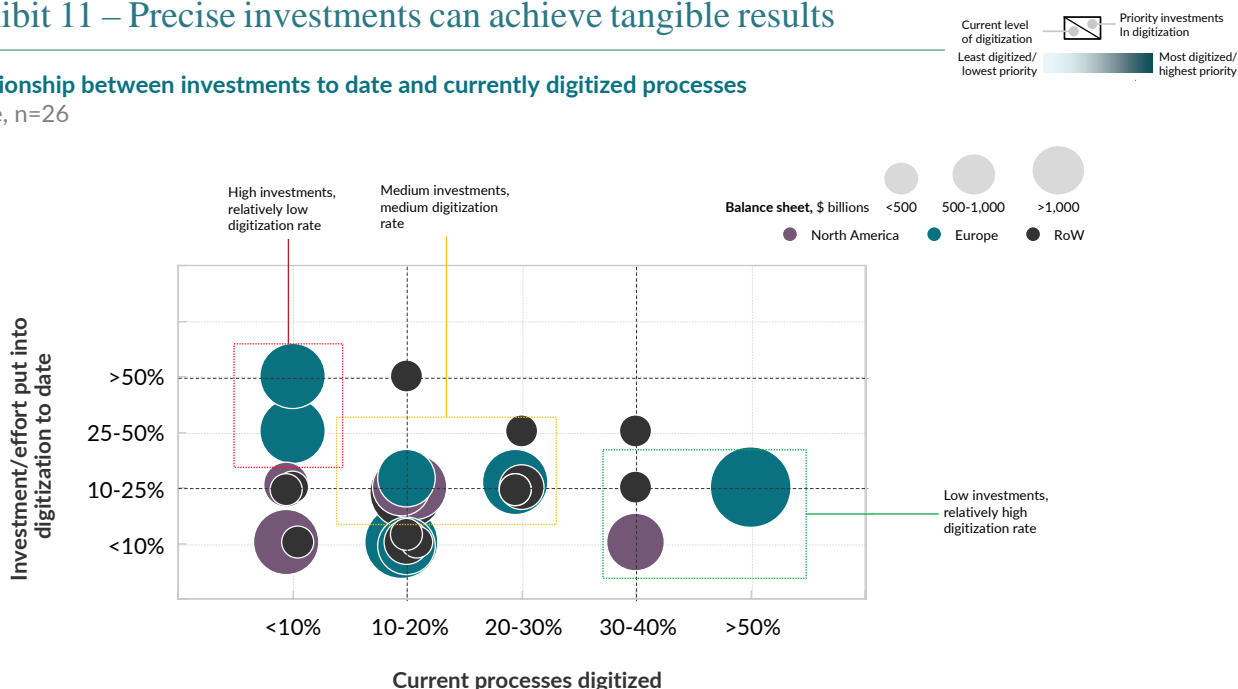 ibit 11 – Precise investments can achieve tangible results
Current level
of digitization
Priority investments
In digitization
Least digitized/
lowest priority
Most digitized/
highest priority
ionship between investments to date and currently digitized processes
e, n=26
High investments,
relatively low
digitization rate
Medium investments,
medium digitization
rate
Balance sheet, $ billions
<500
500-1,000
>1,000
North America
Europe
RoW
Investment/effort put into
digitization to date
>50%
25-50%
10-25%
<10%
Low investments,
relatively high
digitization rate
<10%
10-20%
20-30%
30-40%
>50%
Current processes digitized